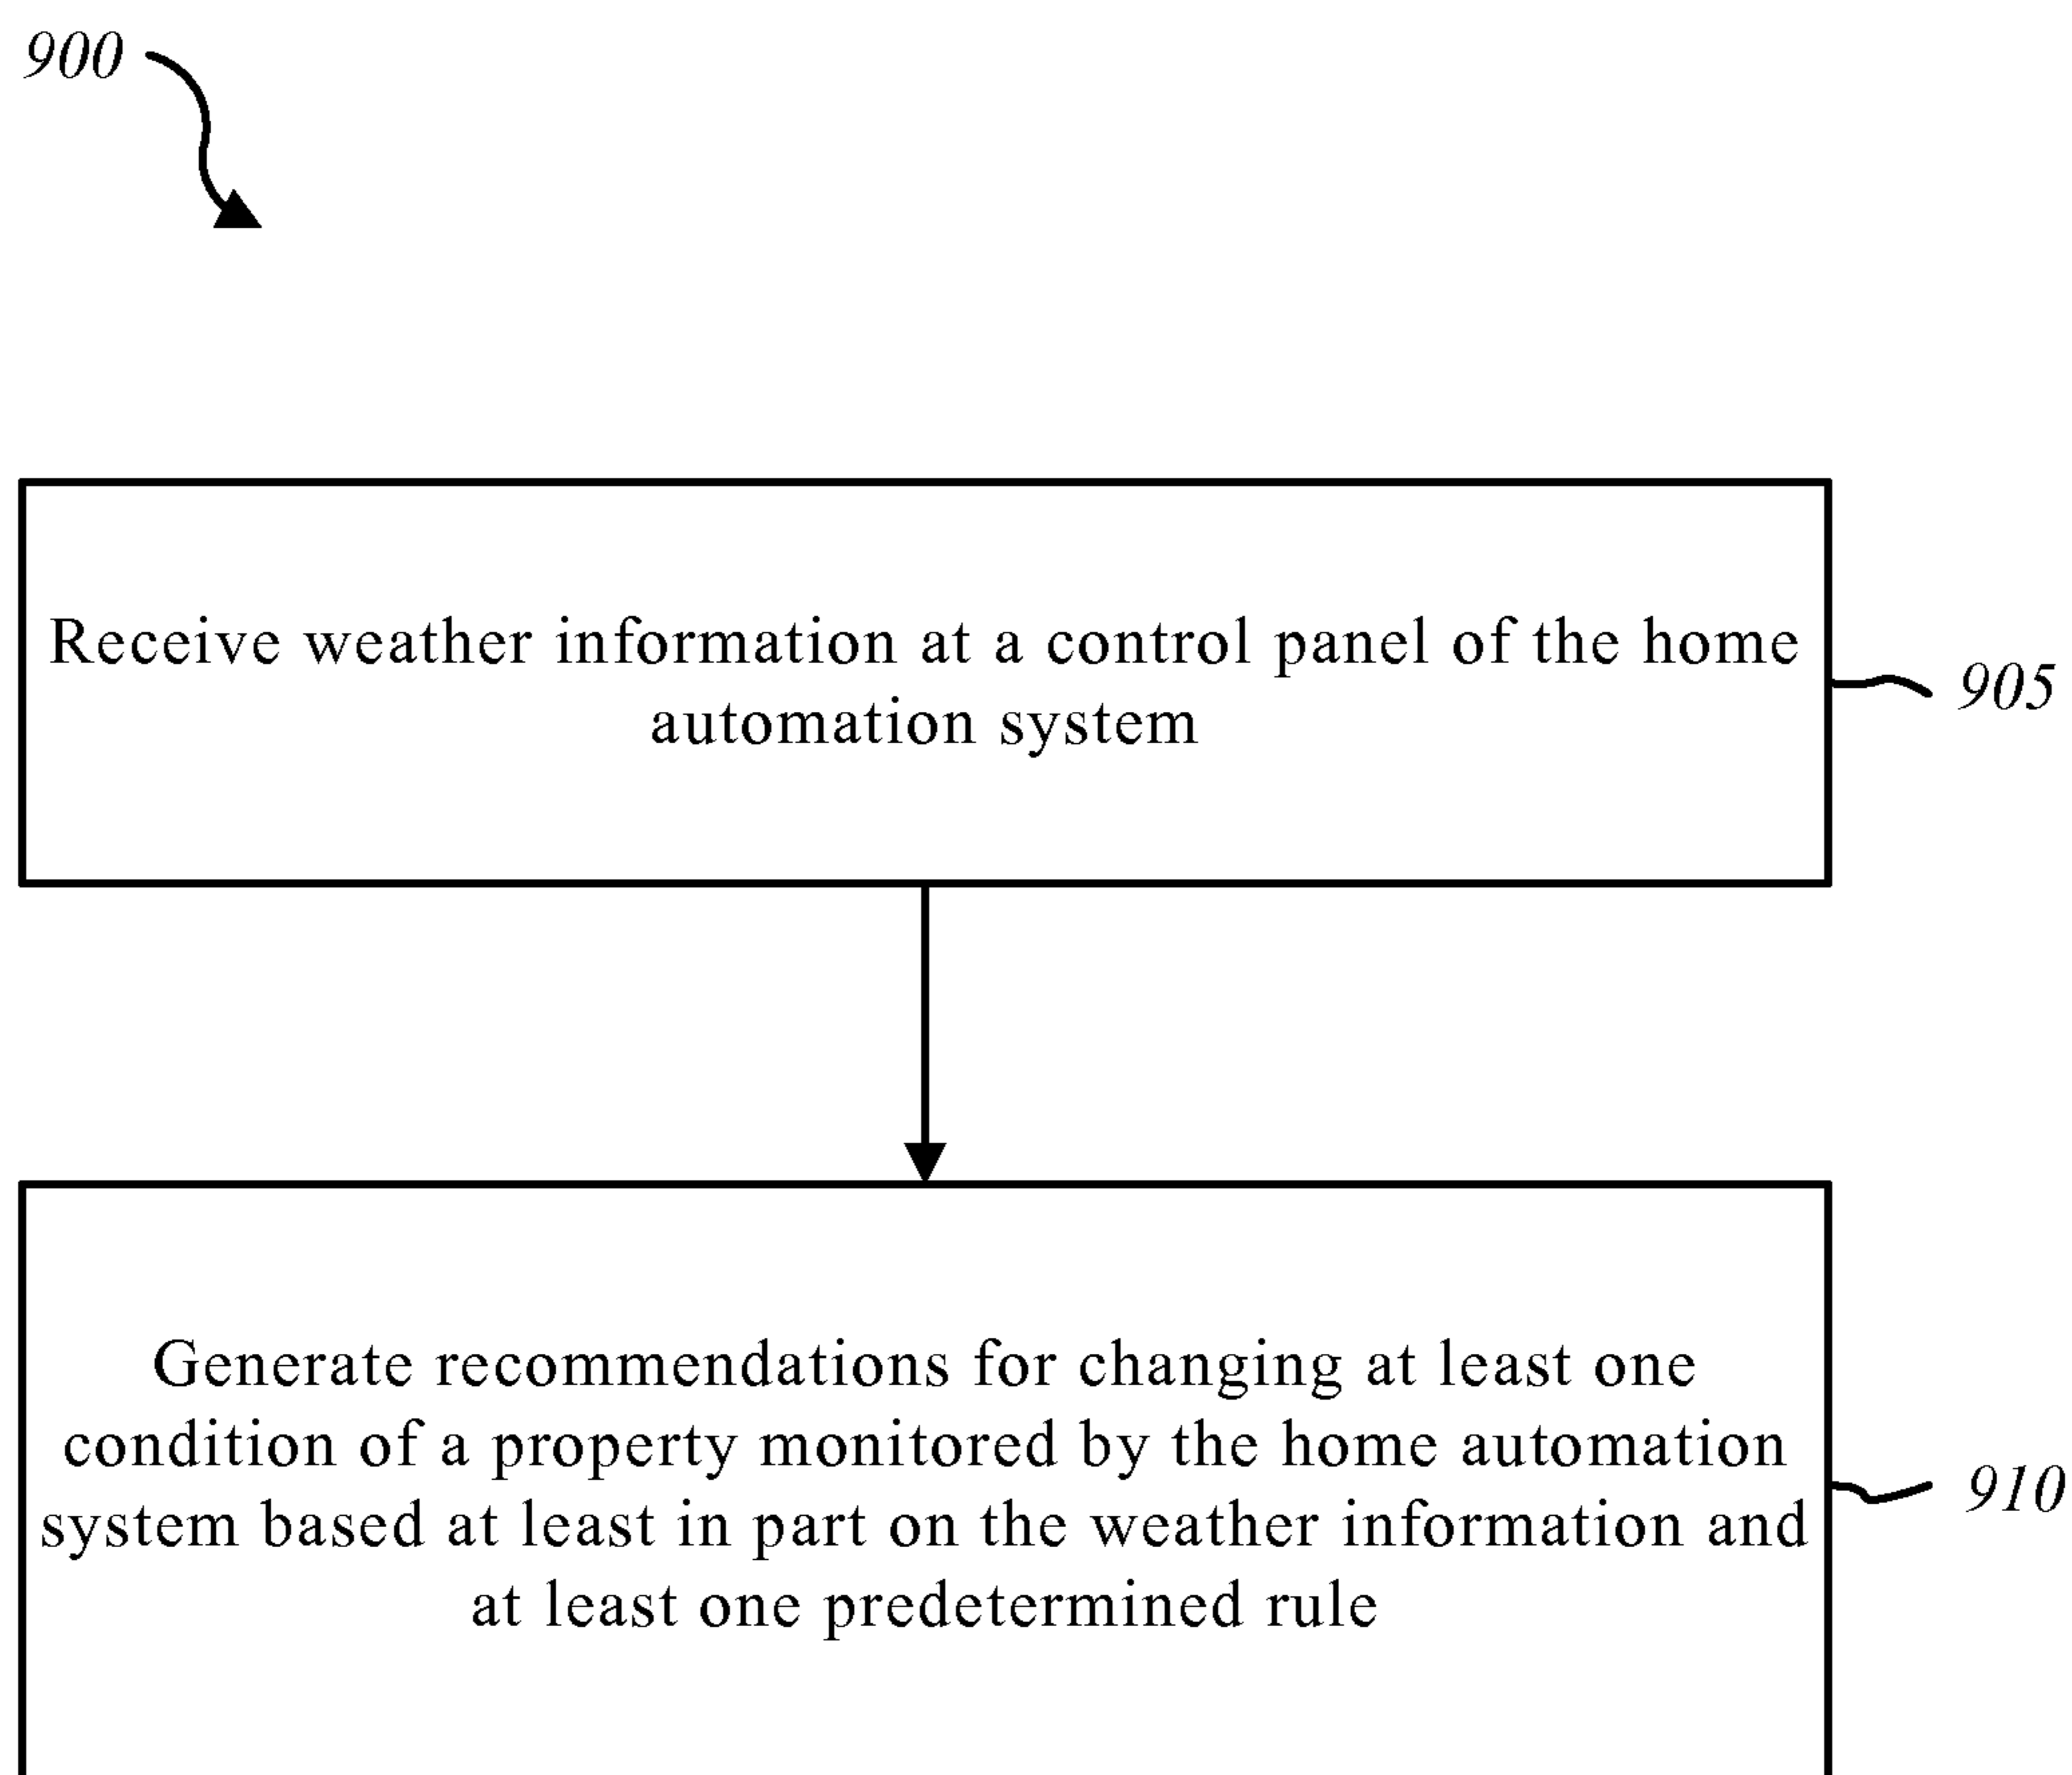 900
Receive weather information at a control panel of the home
automation system
905
Generate recommendations for changing at least one
condition of a property monitored by the home automation
system based at least in part on the weather information and
at least one predetermined rule
910